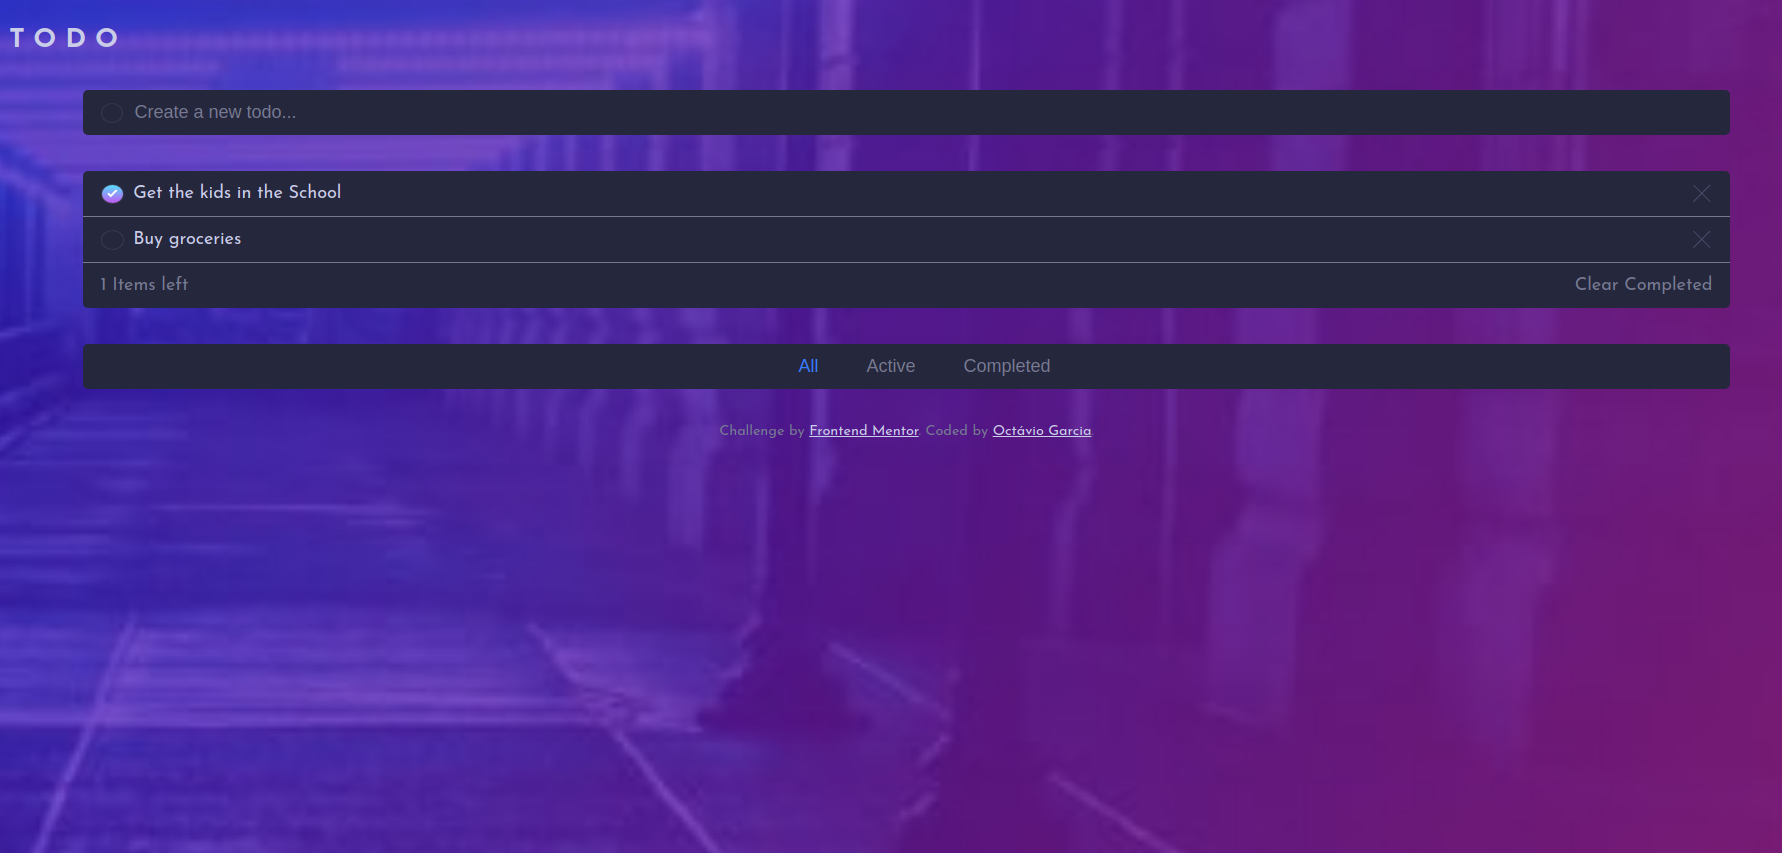 TODO
Create a new todo...
Get the kids in the School
Buy groceries
1 Items left Clear Completed
All Active Completed
Challenge by Frontend Mentor. Coded by Octávio Garcia.